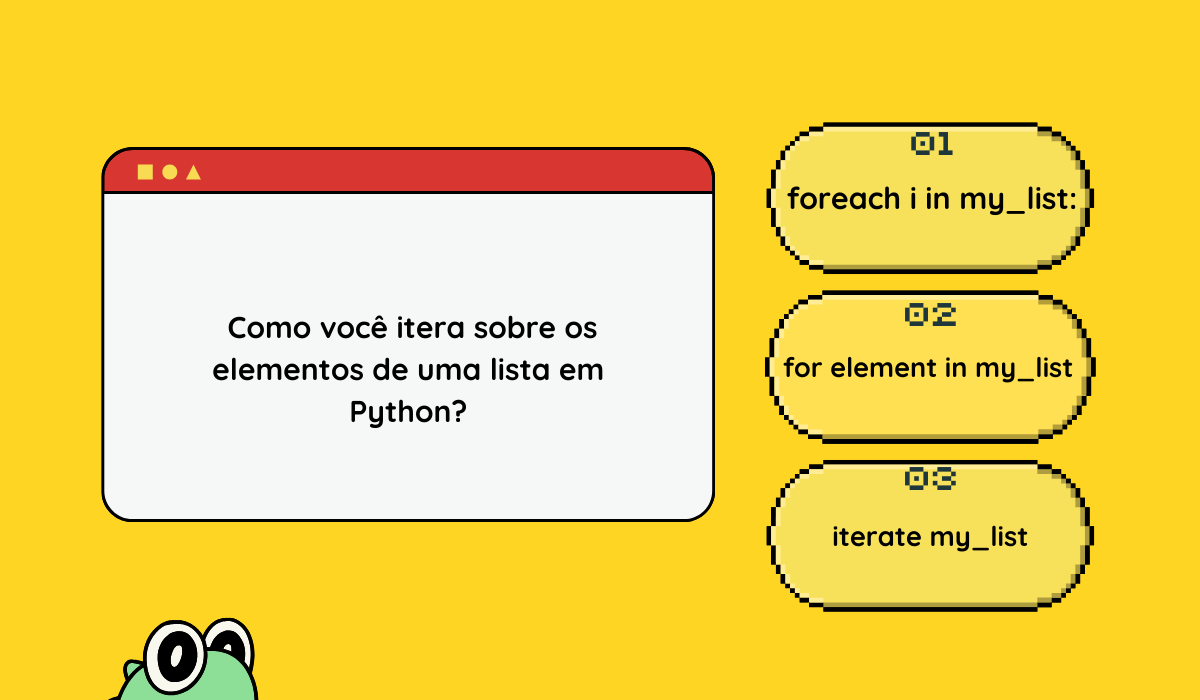 Como você itera sobre os
elementos de uma lista em
Python?
01
foreach i in my_list:
02
for element in my_list
03
iterate my_list